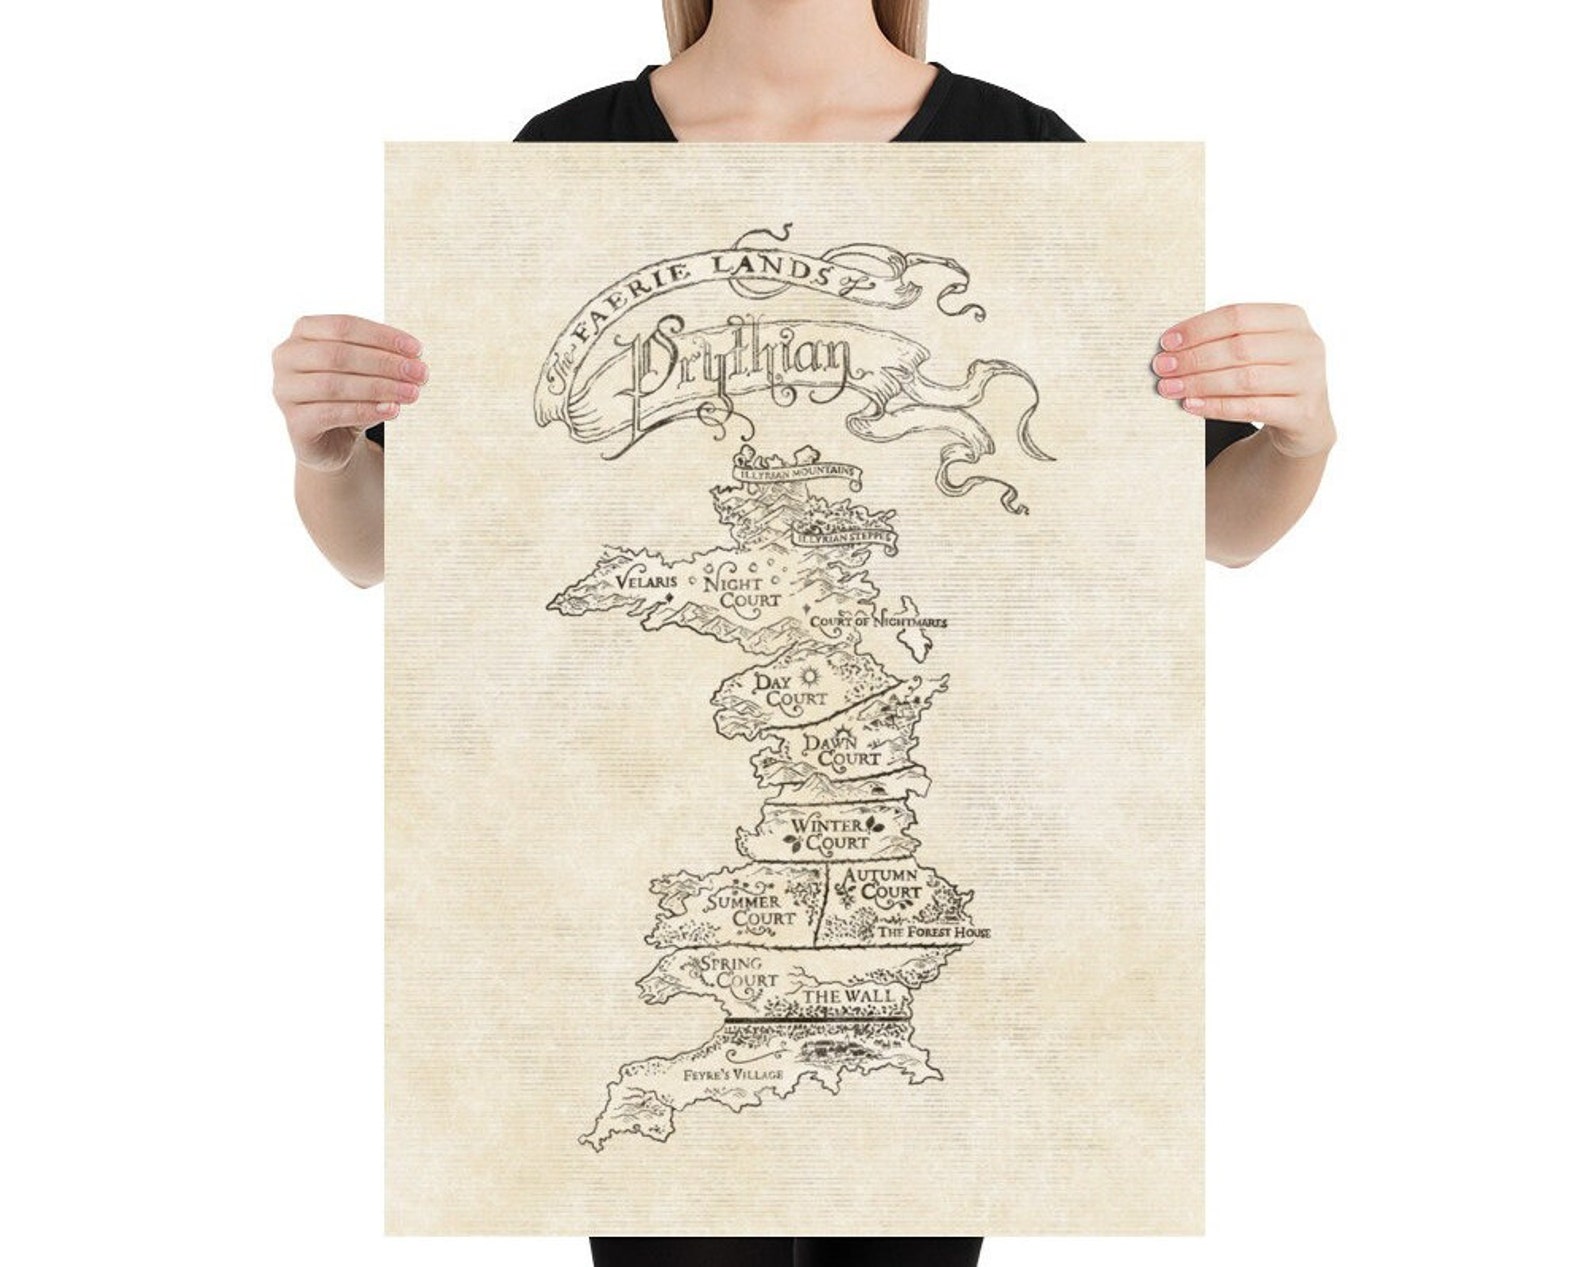 The FAERIE LANDS of
Prythian
ILLYRIAN MOUNTAINS
ILLYRIAN STEPPES
VELARIS
NIGHT
COURT
COURT OF NIGHTMARES
DAY
COURT
DAWN
COURT
WINTER
COURT
AUTUMN
COURT
SUMMER
COURT
THE FOREST HOUSE
SPRING
COURT
THE WALL
FEYRE'S VILLAGE